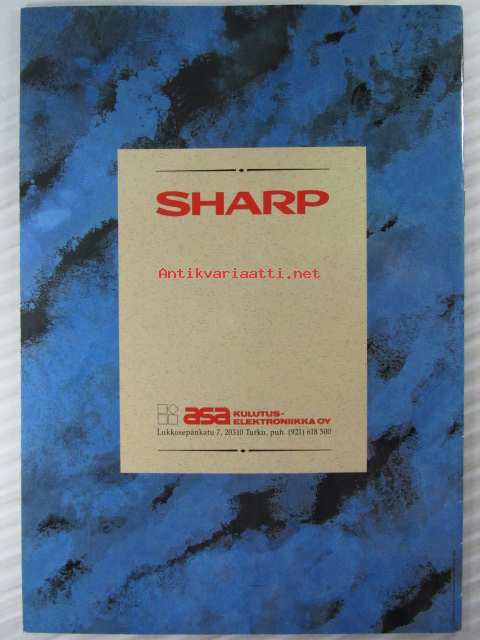 SHARP
Antikvariaatti.net
asa KULUTUS-
ELEKTRONIIKKA OY
Lukkosepänkatu 7, 20310 Turku, puh. (921) 618 500